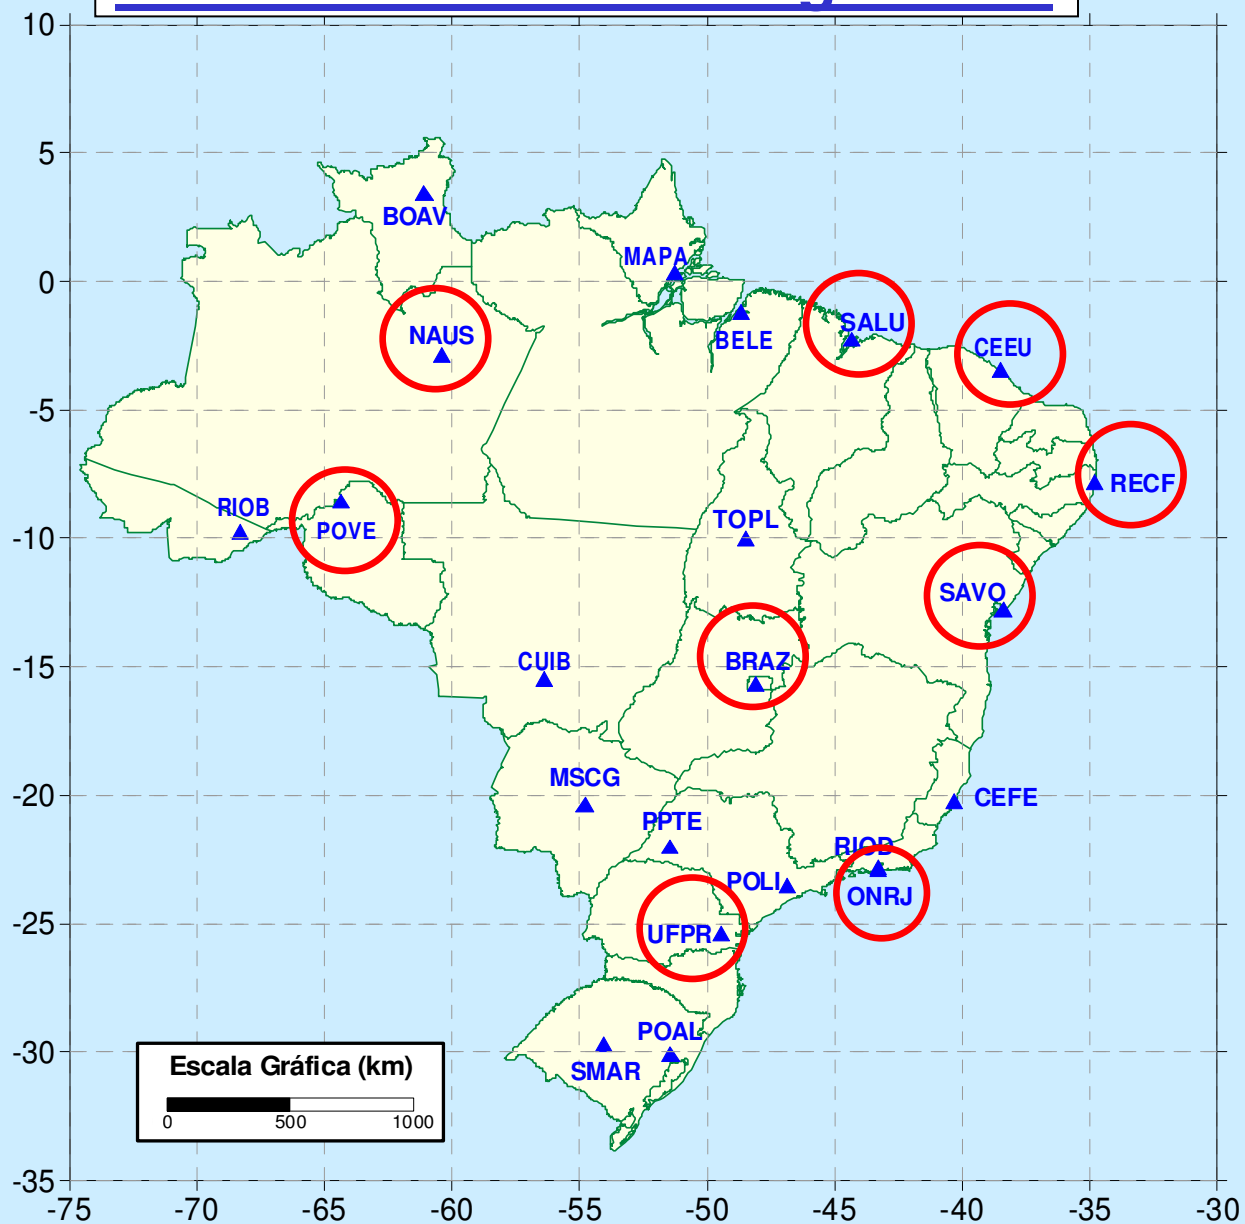 10
5
0
-5
-10
-15
-20
-25
-30
-35
-75
-70
-65
-60
-55
-50
-45
-40
-35
-30
BOAV
MAPA
NAUS
BELE
SALU
CEEU
RECF
RIOB
POVE
TOPL
SAVO
CUIB
BRAZ
MSCG
CEFE
PPTE
RIOD
POLI
ONRJ
UFPR
POAL
SMAR
Escala Gráfica (km)
0 500 1000